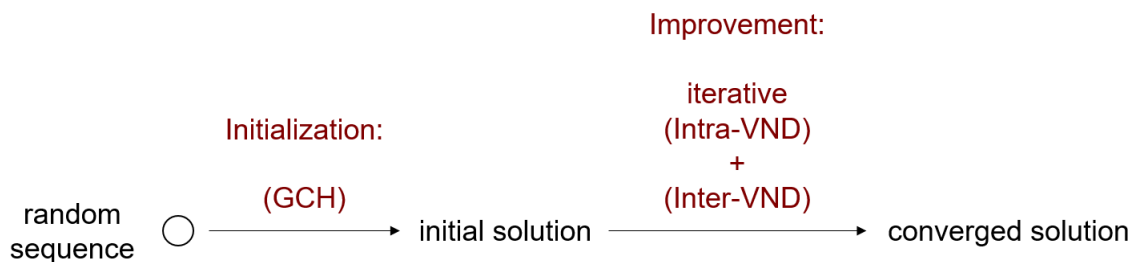 Improvement:
iterative
(Intra-VND)
+
(Inter-VND)
Initialization:
(GCH)
random
sequence
initial solution
converged solution